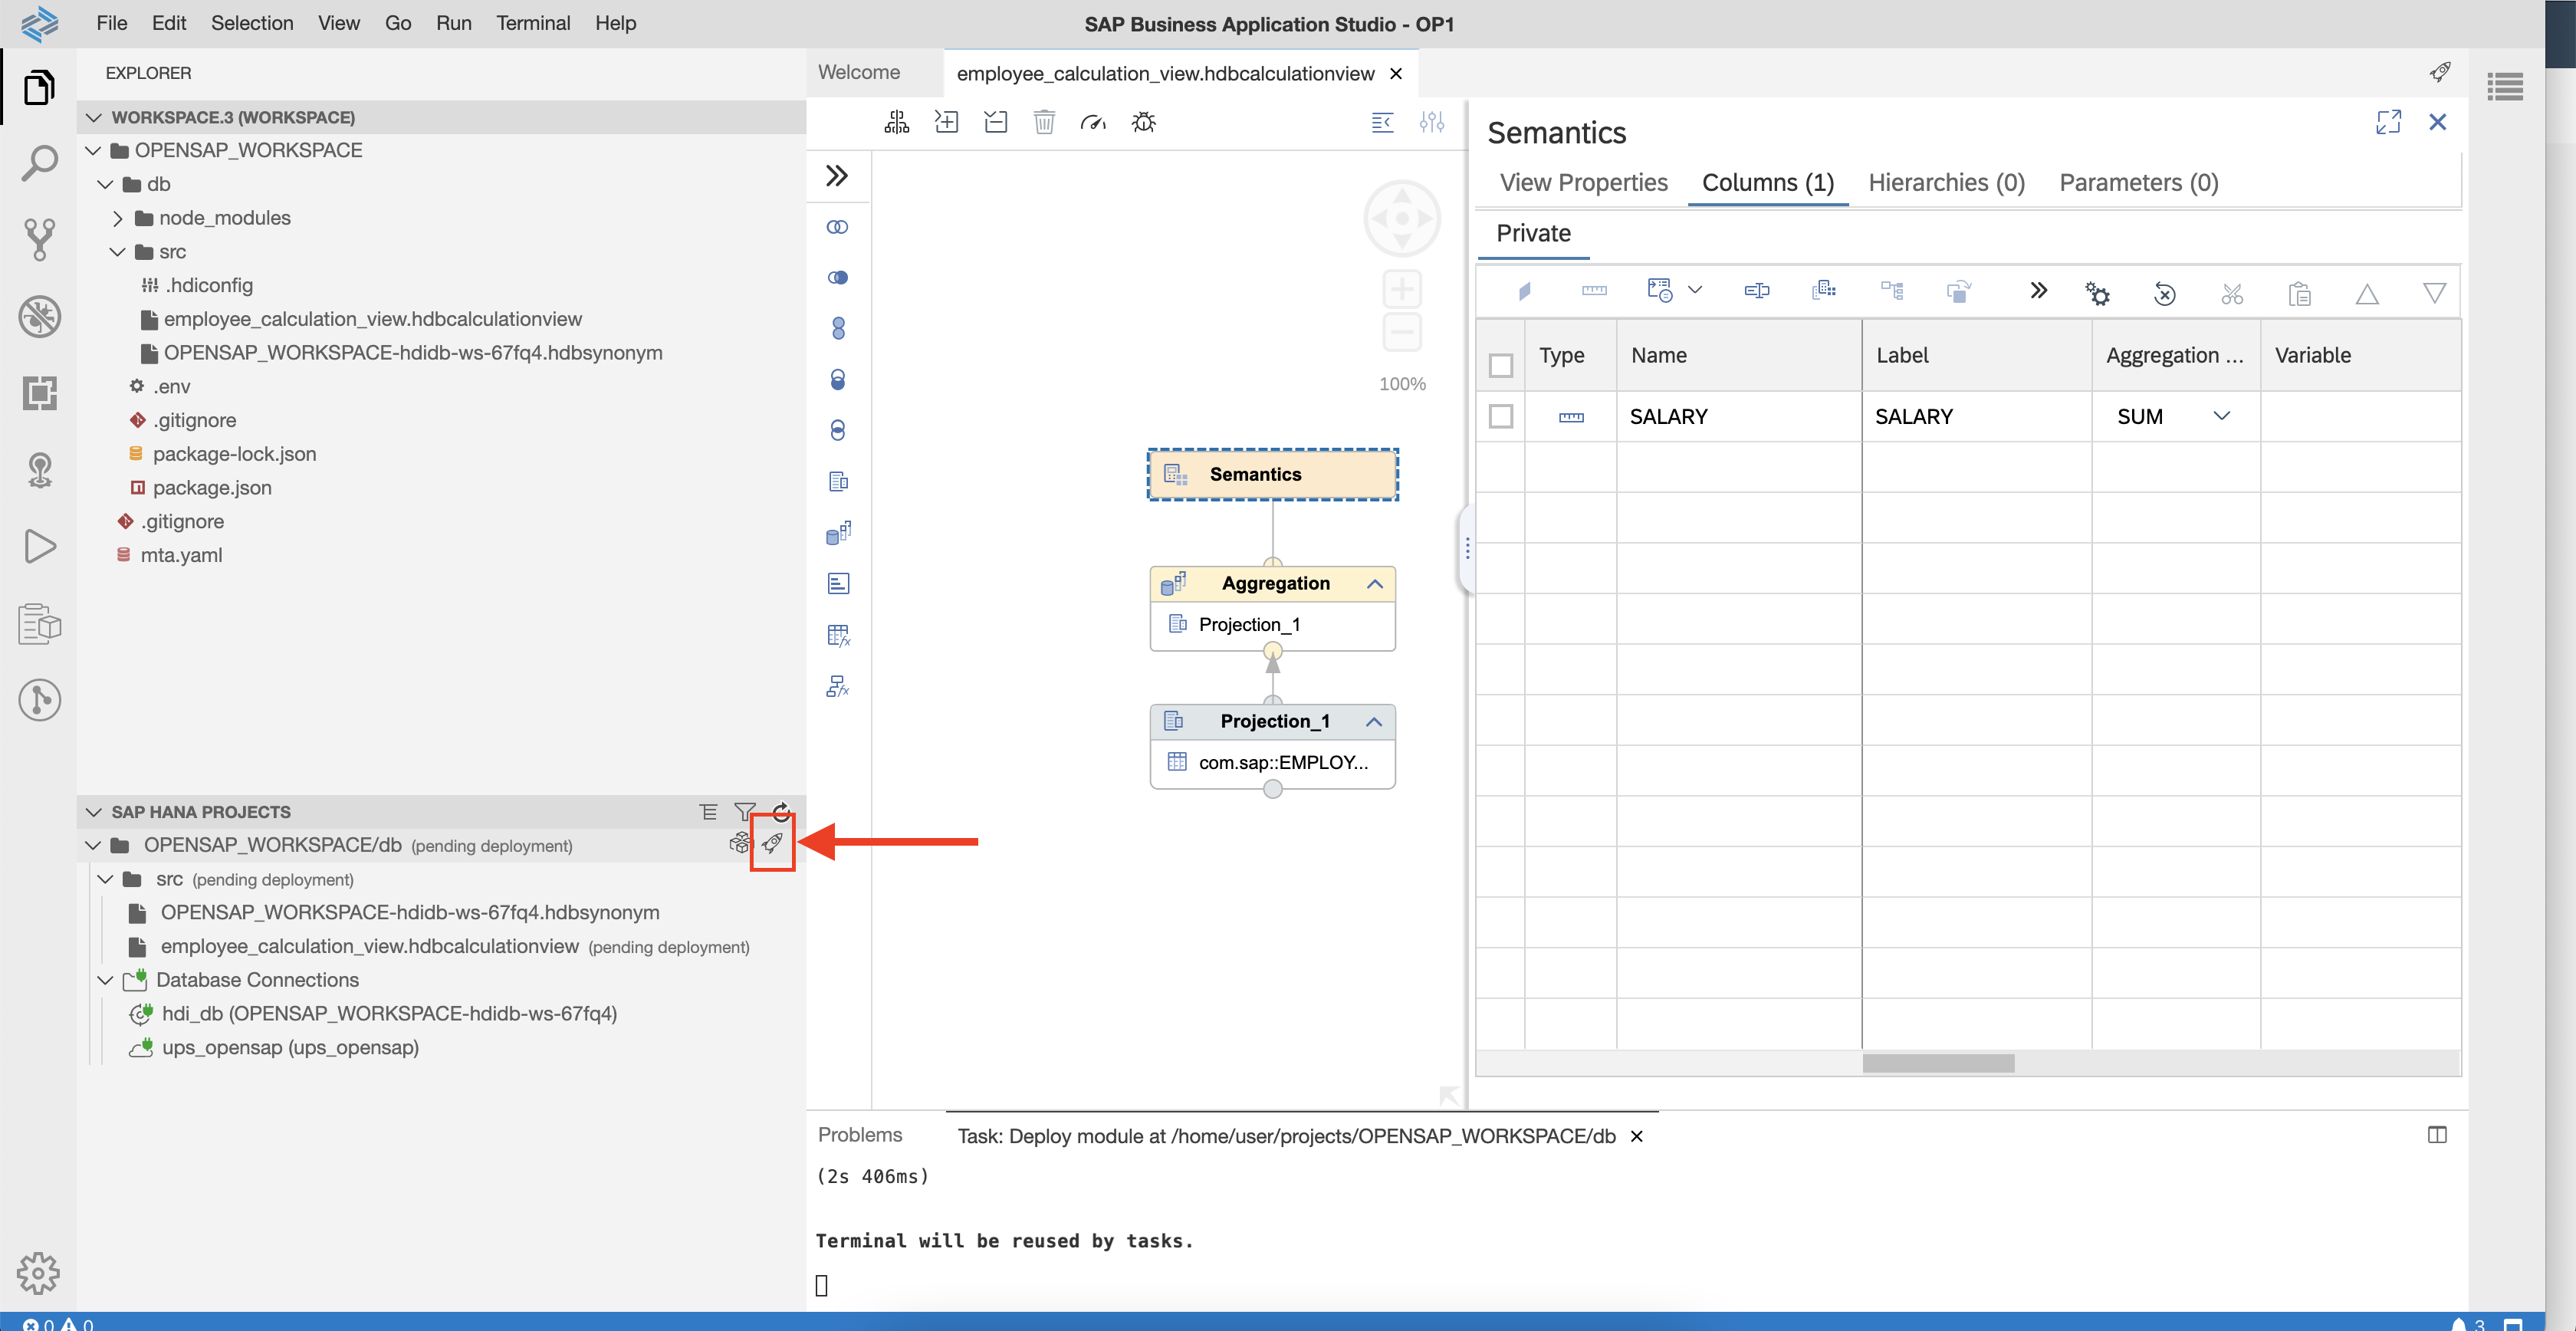 File Edit Selection View Go Run Terminal Help
SAP Business Application Studio - OP1
EXPLORER
WORKSPACE.3 (WORKSPACE)
OPENSAP_WORKSPACE
db
node_modules
src
.hdiconfig
employee_calculation_view.hdbcalculationview
OPENSAP_WORKSPACE-hdidb-ws-67fq4.hdbsynonym
.env
.gitignore
package-lock.json
package.json
.gitignore
mta.yaml
SAP HANA PROJECTS
OPENSAP_WORKSPACE/db (pending deployment)
src (pending deployment)
OPENSAP_WORKSPACE-hdidb-ws-67fq4.hdbsynonym
employee_calculation_view.hdbcalculationview (pending deployment)
Database Connections
hdi_db (OPENSAP_WORKSPACE-hdidb-ws-67fq4)
ups_opensap (ups_opensap)
Welcome
employee_calculation_view.hdbcalculationview
100%
Semantics
Aggregation
Projection_1
Projection_1
com.sap::EMPLOY...
Semantics
View Properties Columns (1) Hierarchies (0) Parameters (0)
Private
Type Name Label Aggregation ... Variable
SALARY SALARY SUM
Problems
Task: Deploy module at /home/user/projects/OPENSAP_WORKSPACE/db
(2s 406ms)
Terminal will be reused by tasks.
0 0
3